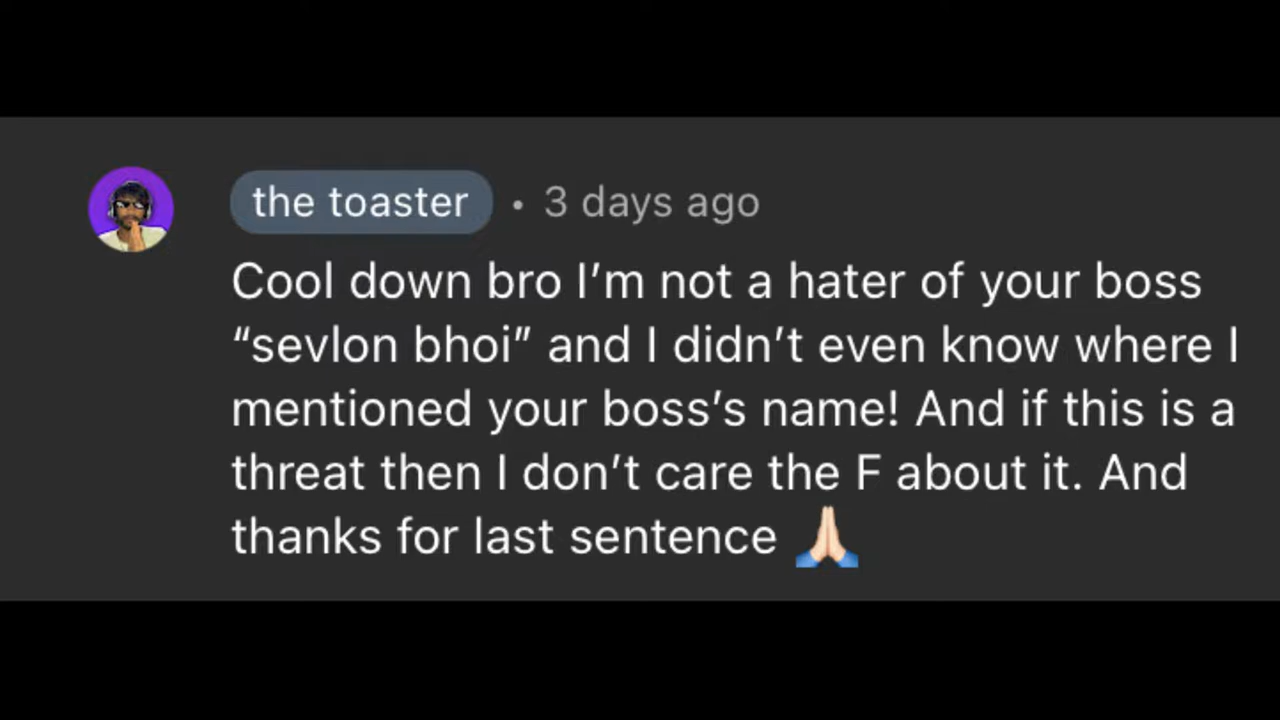 the toaster • 3 days ago
Cool down bro I’m not a hater of your boss
“sevlon bhoi” and I didn’t even know where I
mentioned your boss’s name! And if this is a
threat then I don’t care the F about it. And
thanks for last sentence 🙏🏻